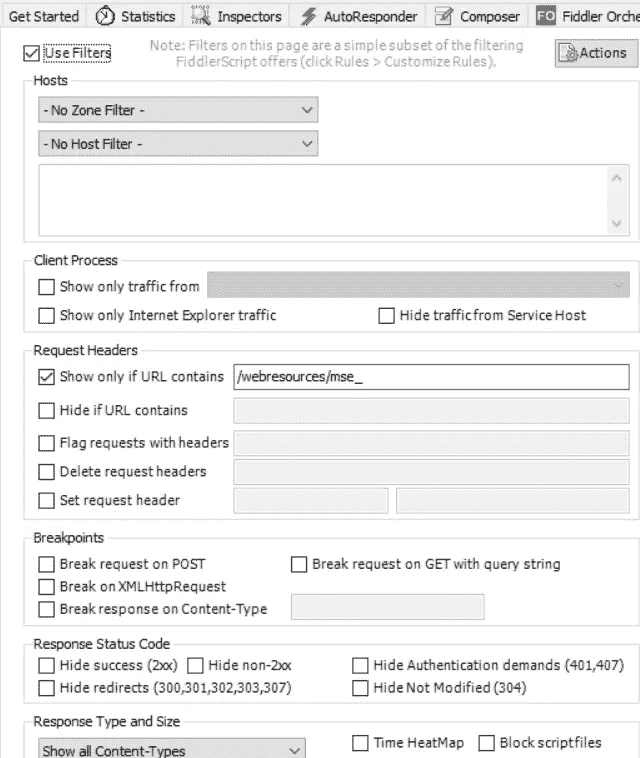 Get Started Statistics Inspectors AutoResponder Composer FO Fiddler Orche
Use Filters
Note: Filters on this page are a simple subset of the filtering
FiddlerScript offers (click Rules > Customize Rules).
Actions
Hosts
- No Zone Filter -
- No Host Filter -
Client Process
Show only traffic from
Show only Internet Explorer traffic Hide traffic from Service Host
Request Headers
Show only if URL contains /webresources/mse_
Hide if URL contains
Flag requests with headers
Delete request headers
Set request header
Breakpoints
Break request on POST Break request on GET with query string
Break on XMLHttpRequest
Break response on Content-Type
Response Status Code
Hide success (2xx) Hide non-2xx Hide Authentication demands (401,407)
Hide redirects (300,301,302,303,307) Hide Not Modified (304)
Response Type and Size
Show all Content-Types Time HeatMap Block scriptfiles